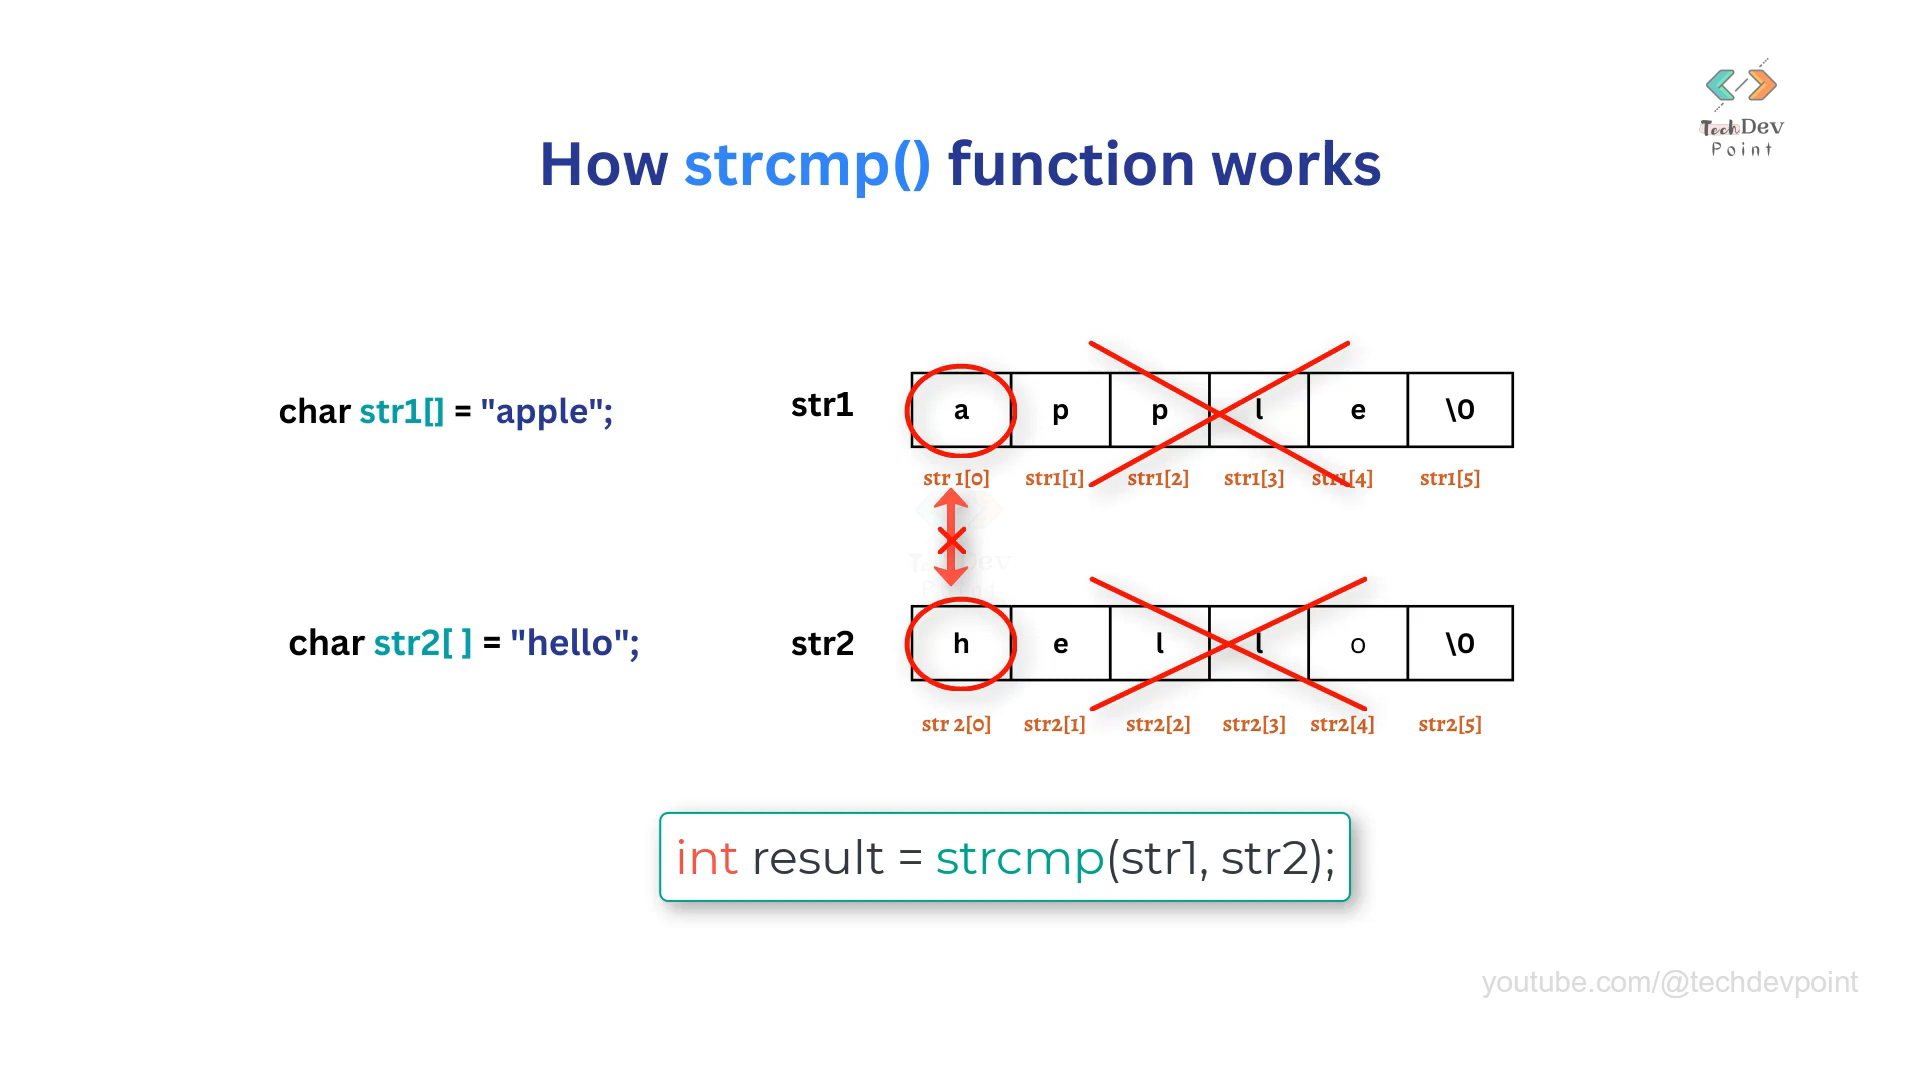 TechDev
Point
How strcmp() function works
char str1[] = "apple";
str1
a p p l e \0
str 1[0] str1[1] str1[2] str1[3] str1[4] str1[5]
TechDev
Point
char str2[ ] = "hello";
str2
h e l l o \0
str 2[0] str2[1] str2[2] str2[3] str2[4] str2[5]
int result = strcmp(str1, str2);
youtube.com/@techdevpoint